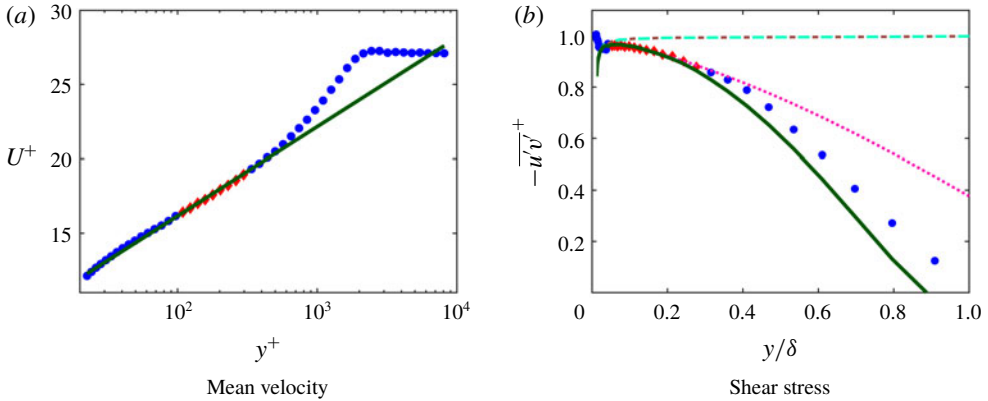 (a)
30
25
20
15
U⁺
10²
10³
10⁴
y⁺
Mean velocity
(b)
1.0
0.8
0.6
0.4
0.2
−u′v′⁺
0
0.2
0.4
0.6
0.8
1.0
y/δ
Shear stress